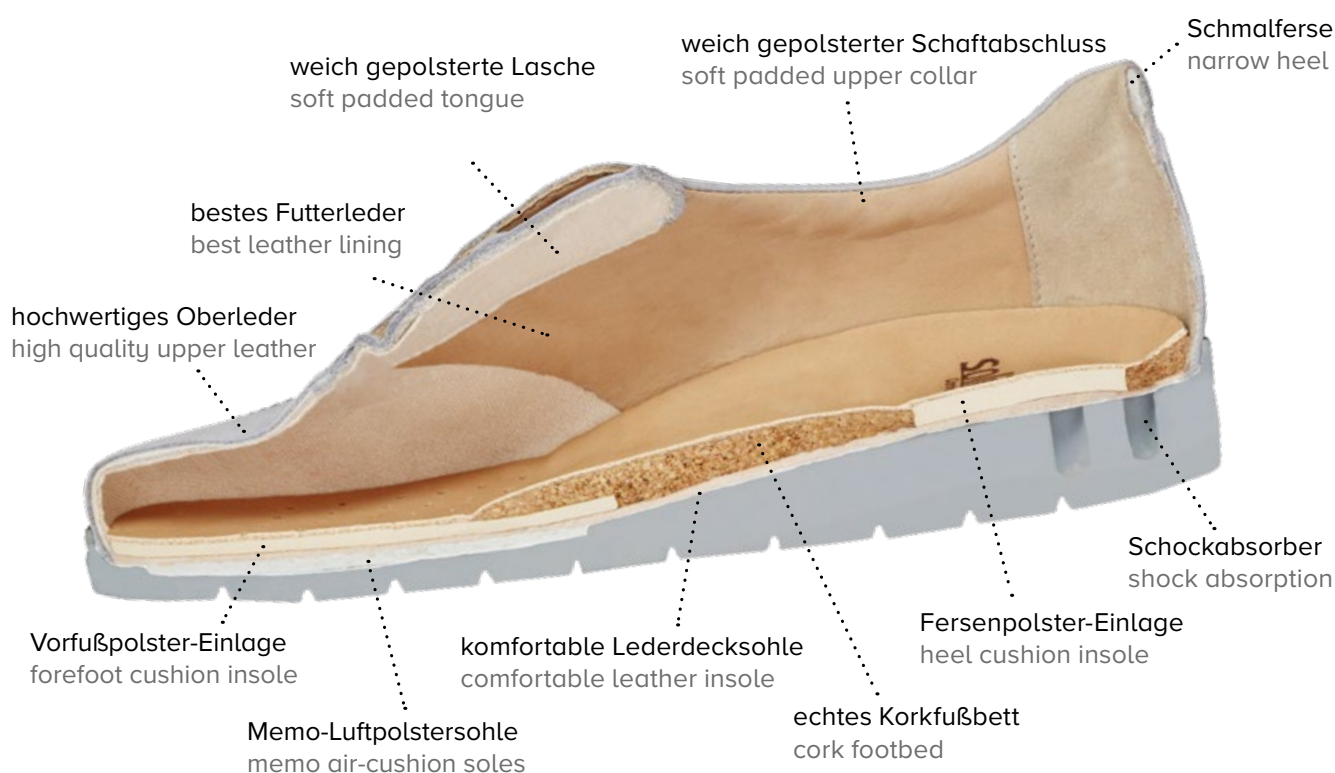 Schmalferse
narrow heel
weich gepolsterter Schaftabschluss
soft padded upper collar
weich gepolsterte Lasche
soft padded tongue
bestes Futterleder
best leather lining
hochwertiges Oberleder
high quality upper leather
Schockabsorber
shock absorption
Fersenpolster-Einlage
heel cushion insole
Vorfußpolster-Einlage
forefoot cushion insole
komfortable Lederdecksohle
comfortable leather insole
echtes Korkfußbett
cork footbed
Memo-Luftpolstersohle
memo air-cushion soles